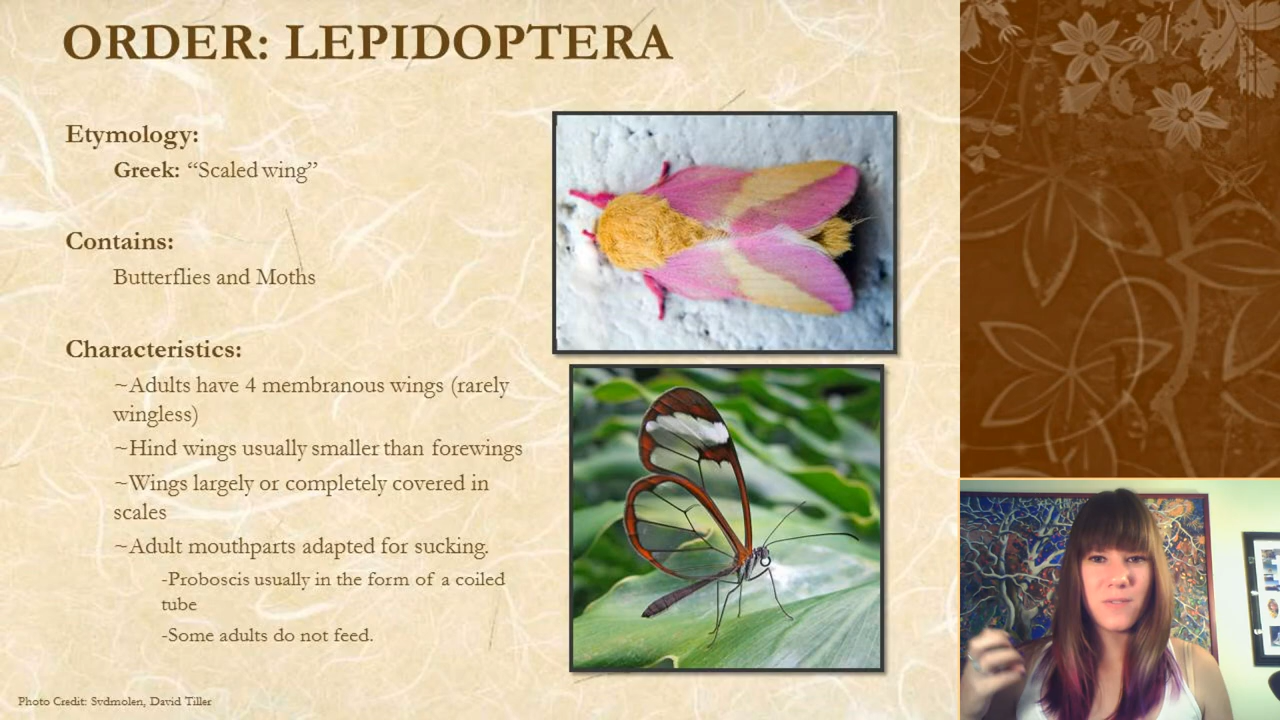 ORDER: LEPIDOPTERA
Etymology:
Greek: “Scaled wing”
Contains:
Butterflies and Moths
Characteristics:
~Adults have 4 membranous wings (rarely
wingless)
~Hind wings usually smaller than forewings
~Wings largely or completely covered in
scales
~Adult mouthparts adapted for sucking.
-Proboscis usually in the form of a coiled
tube
-Some adults do not feed.
Photo Credit: Svdmolen, David Tiller